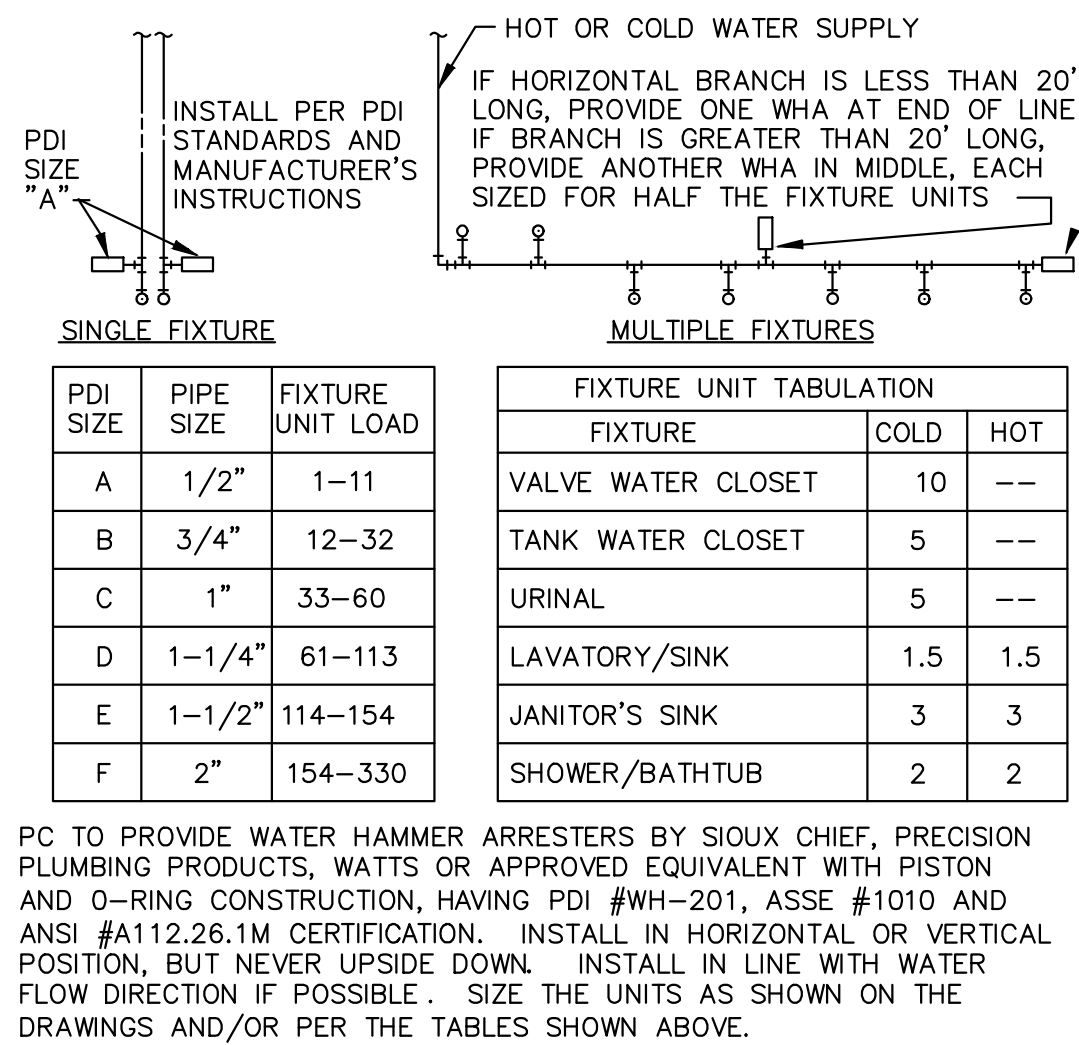 HOT OR COLD WATER SUPPLY
IF HORIZONTAL BRANCH IS LESS THAN 20'
LONG, PROVIDE ONE WHA AT END OF LINE
IF BRANCH IS GREATER THAN 20' LONG,
PROVIDE ANOTHER WHA IN MIDDLE, EACH
SIZED FOR HALF THE FIXTURE UNITS
INSTALL PER PDI
STANDARDS AND
MANUFACTURER'S
INSTRUCTIONS
PDI
SIZE
"A"
SINGLE FIXTURE
MULTIPLE FIXTURES
PDI SIZE PIPE SIZE FIXTURE UNIT LOAD
A 1/2" 1-11
B 3/4" 12-32
C 1" 33-60
D 1-1/4" 61-113
E 1-1/2" 114-154
F 2" 154-330
FIXTURE UNIT TABULATION
FIXTURE COLD HOT
VALVE WATER CLOSET 10 --
TANK WATER CLOSET 5 --
URINAL 5 --
LAVATORY/SINK 1.5 1.5
JANITOR'S SINK 3 3
SHOWER/BATHTUB 2 2
PC TO PROVIDE WATER HAMMER ARRESTERS BY SIOUX CHIEF, PRECISION
PLUMBING PRODUCTS, WATTS OR APPROVED EQUIVALENT WITH PISTON
AND O-RING CONSTRUCTION, HAVING PDI #WH-201, ASSE #1010 AND
ANSI #A112.26.1M CERTIFICATION. INSTALL IN HORIZONTAL OR VERTICAL
POSITION, BUT NEVER UPSIDE DOWN. INSTALL IN LINE WITH WATER
FLOW DIRECTION IF POSSIBLE. SIZE THE UNITS AS SHOWN ON THE
DRAWINGS AND/OR PER THE TABLES SHOWN ABOVE.